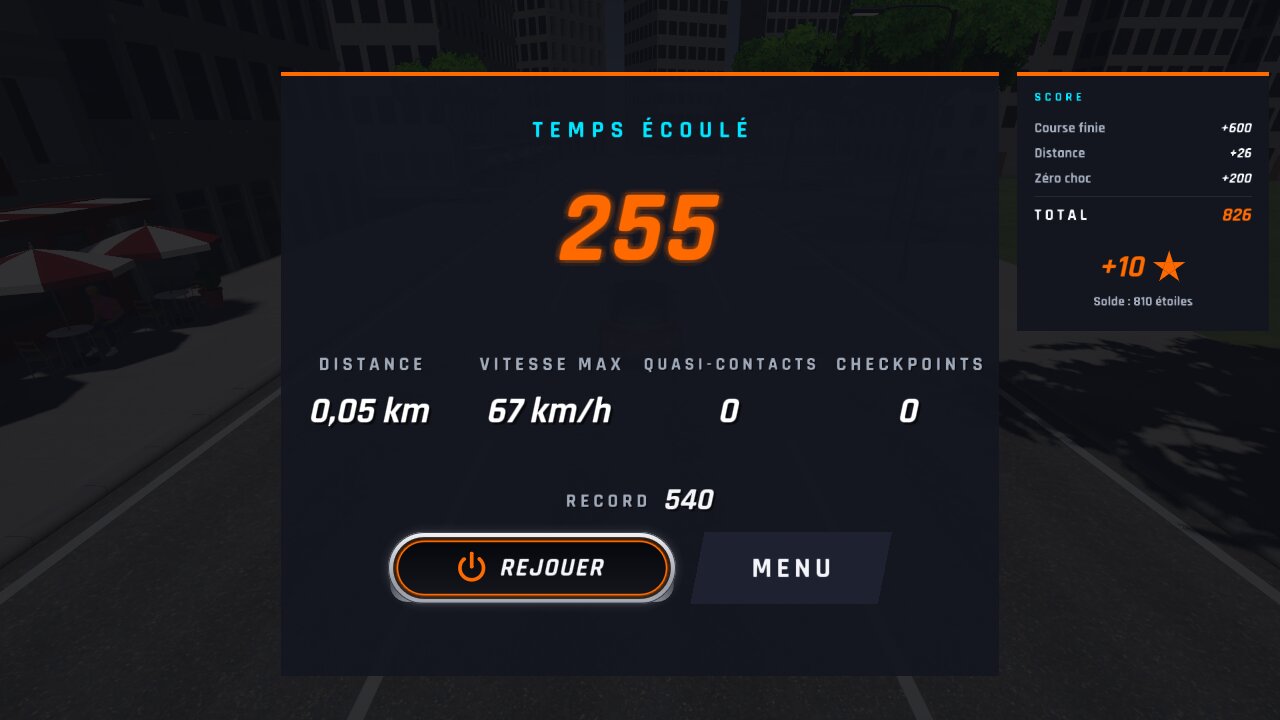 TEMPS ÉCOULÉ
255
DISTANCE VITESSE MAX QUASI-CONTACTS CHECKPOINTS
0,05 km 67 km/h 0 0
RECORD 540
REJOUER MENU
SCORE
Course finie +600
Distance +26
Zéro choc +200
TOTAL 826
+10
Solde : 810 étoiles